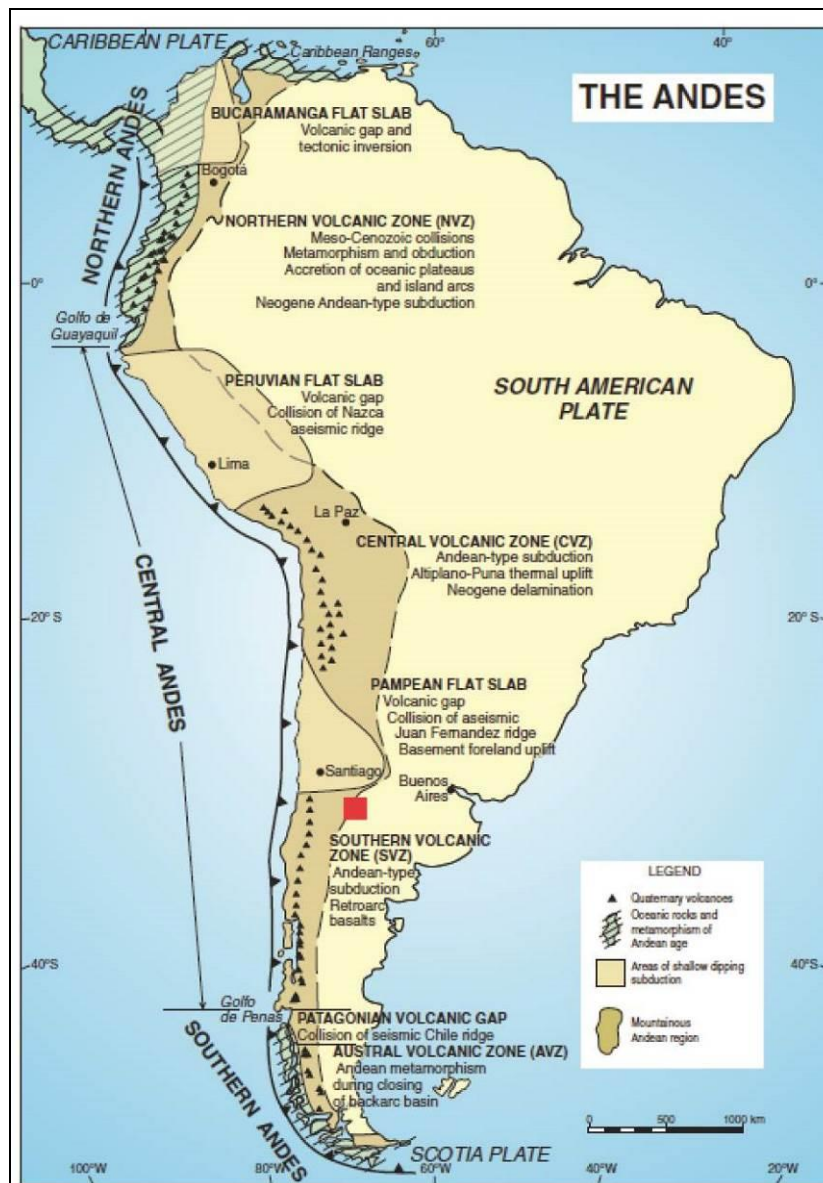 CARIBBEAN PLATE
Caribbean Ranges
60°
40°
THE ANDES
BUCARAMANGA FLAT SLAB
Volcanic gap and
tectonic inversion
Bogotá
NORTHERN ANDES
NORTHERN VOLCANIC ZONE (NVZ)
Meso-Cenozoic collisions
Metamorphism and obduction
Accretion of oceanic plateaus
and island arcs
Neogene Andean-type subduction
0°
0°
Golfo de
Guayaquil
PERUVIAN FLAT SLAB
Volcanic gap
Collision of Nazca
aseismic ridge
SOUTH AMERICAN
PLATE
Lima
La Paz
CENTRAL VOLCANIC ZONE (CVZ)
Andean-type subduction
Altiplano-Puna thermal uplift
Neogene delamination
CENTRAL ANDES
20° S
20° S
PAMPEAN FLAT SLAB
Volcanic gap
Collision of aseismic
Juan Fernandez ridge
Basement foreland uplift
Santiago
Buenos
Aires
SOUTHERN VOLCANIC
ZONE (SVZ)
Andean-type
subduction
Retroarc
basalts
LEGEND
Quaternary volcanoes
Oceanic rocks and
metamorphism of
Andean age
Areas of shallow dipping
subduction
Mountainous
Andean region
40°S
40°S
Golfo
de Penas
PATAGONIAN VOLCANIC GAP
Collision of seismic Chile ridge
AUSTRAL VOLCANIC ZONE (AVZ)
Andean metamorphism
during closing
of backarc basin
SOUTHERN ANDES
0 500 1000 km
SCOTIA PLATE
100°W
80°W
60°W
40°W
20°W